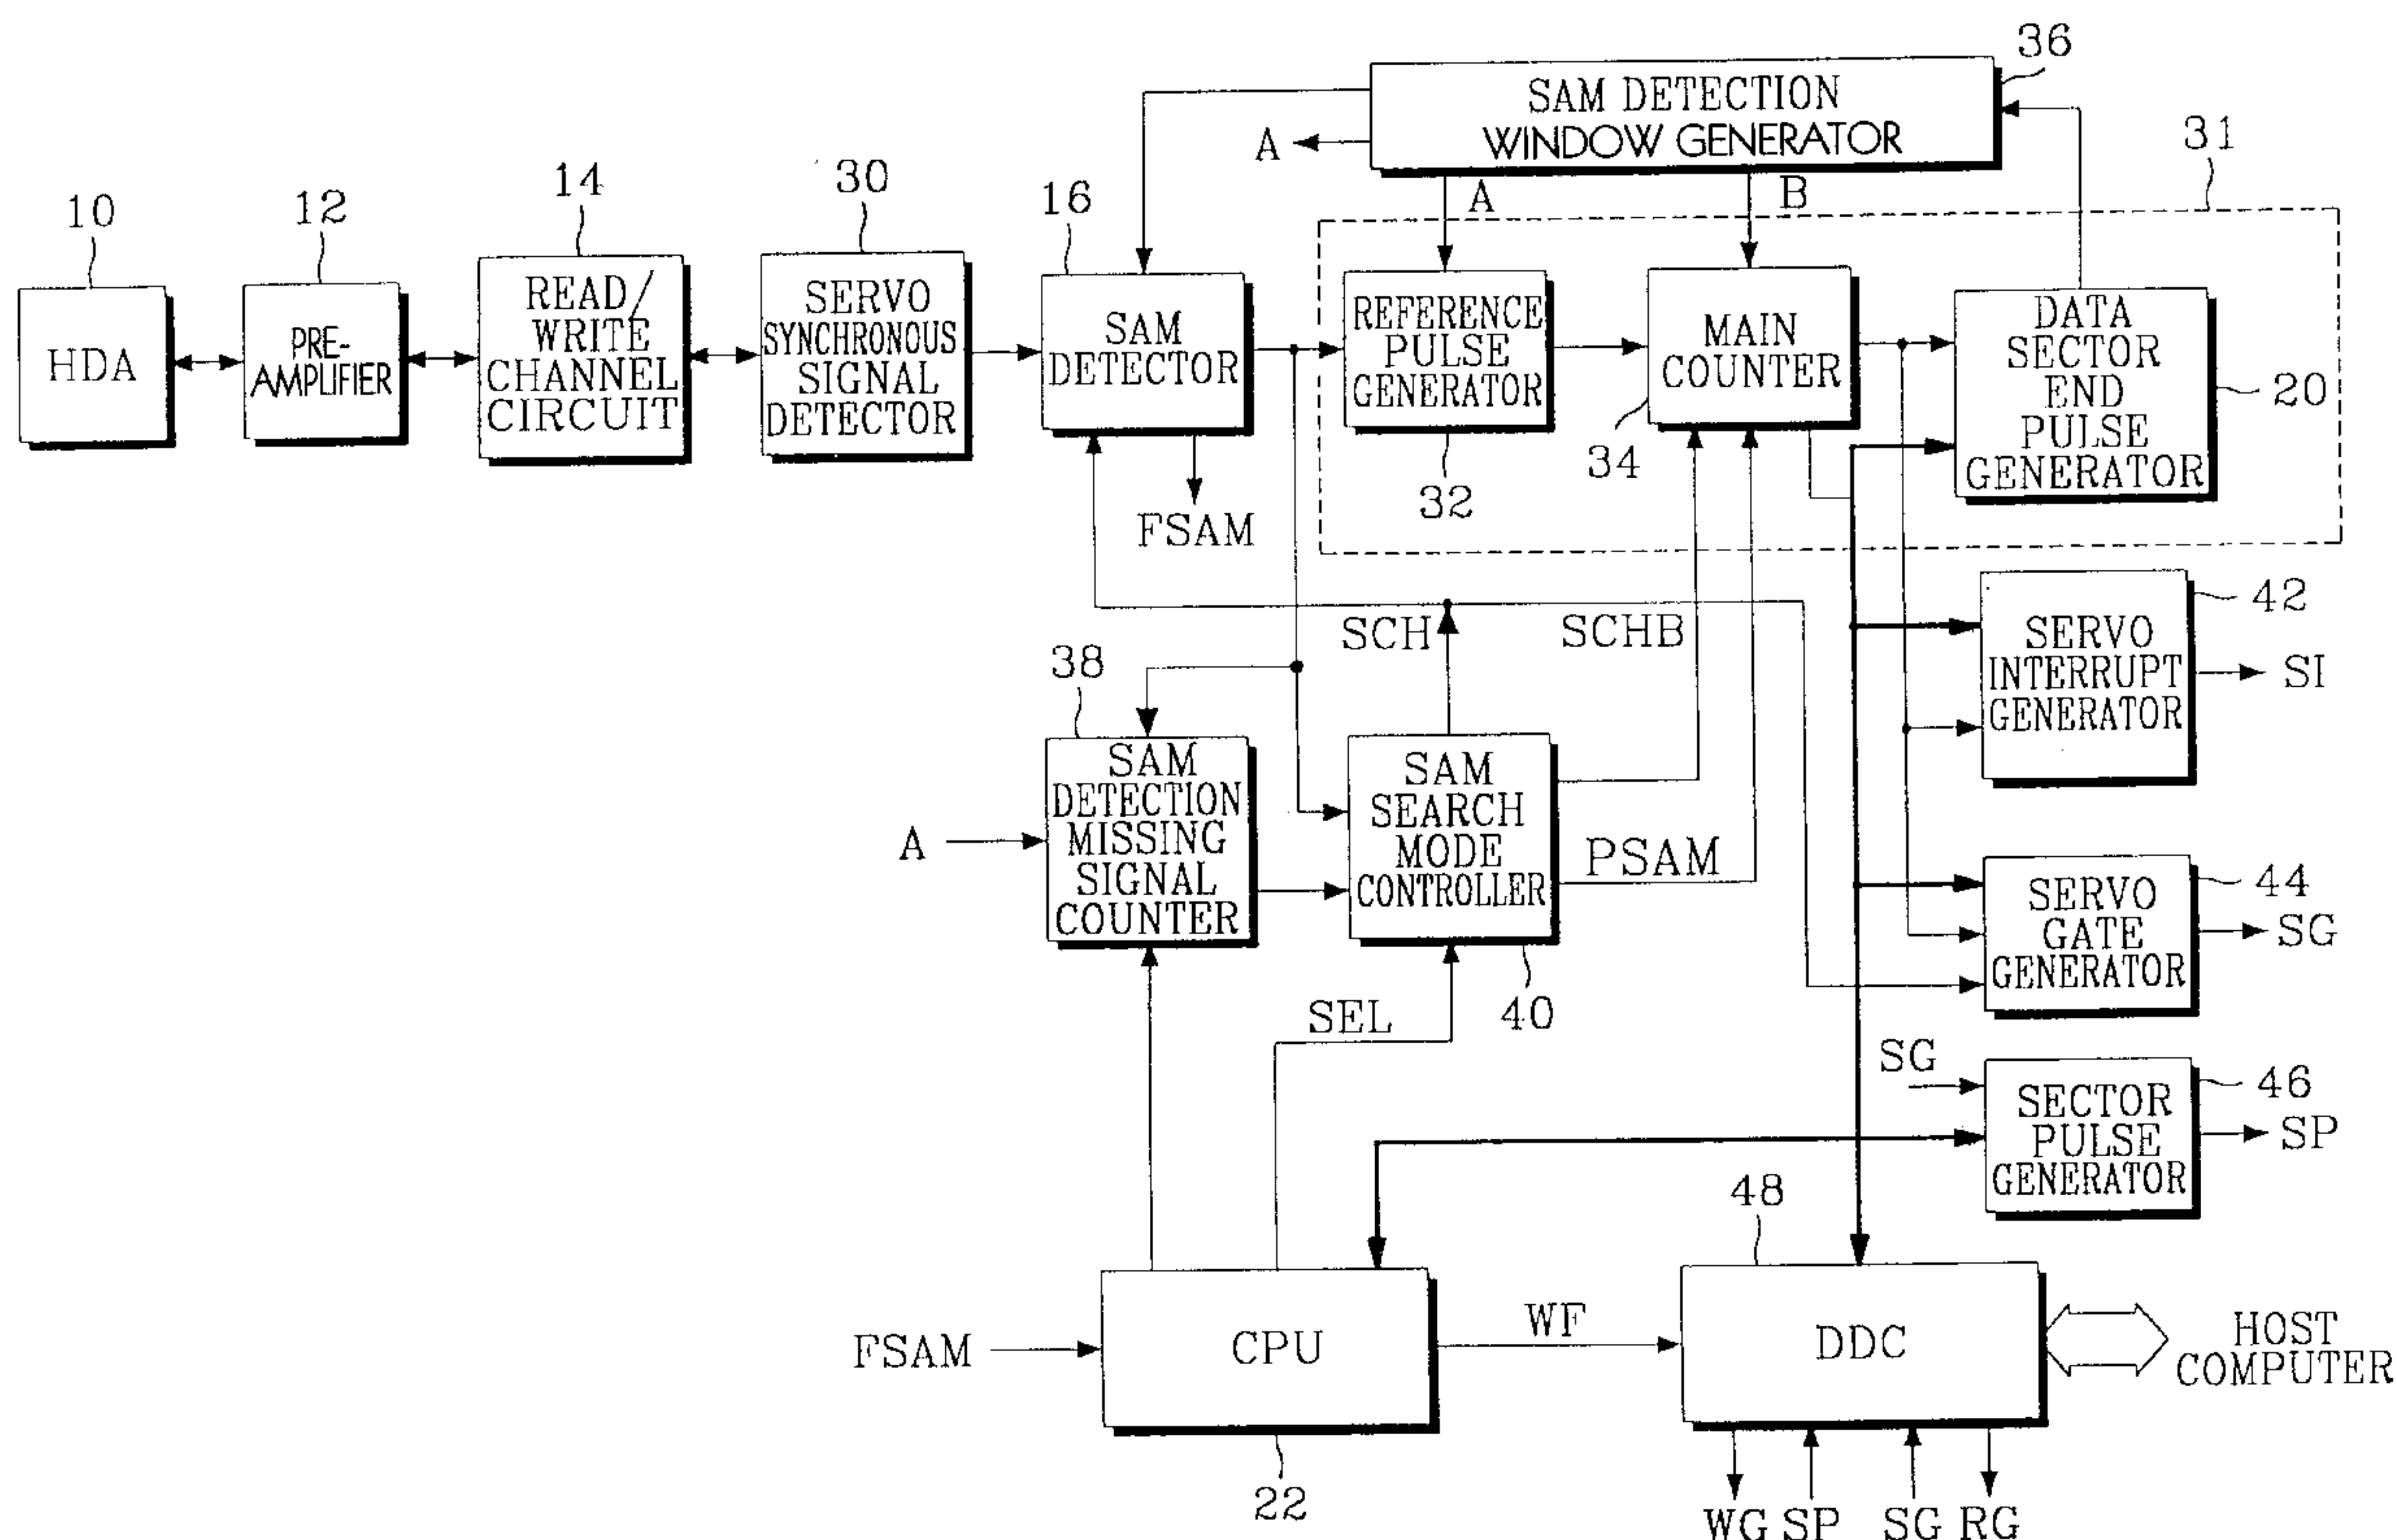 36
SAM DETECTION
WINDOW GENERATOR
A
A
B
31
10
HDA
12
PRE-
AMPLIFIER
14
READ/
WRITE
CHANNEL
CIRCUIT
30
SERVO
SYNCHRONOUS
SIGNAL
DETECTOR
16
SAM
DETECTOR
FSAM
REFERENCE
PULSE
GENERATOR
32
MAIN
COUNTER
34
DATA
SECTOR
END
PULSE
GENERATOR
20
SCH
SCHB
38
SAM
DETECTION
MISSING
SIGNAL
COUNTER
A
SAM
SEARCH
MODE
CONTROLLER
40
PSAM
SEL
42
SERVO
INTERRUPT
GENERATOR
SI
44
SERVO
GATE
GENERATOR
SG
SG
46
SECTOR
PULSE
GENERATOR
SP
FSAM
CPU
22
WF
48
DDC
HOST
COMPUTER
WG SP SG RG